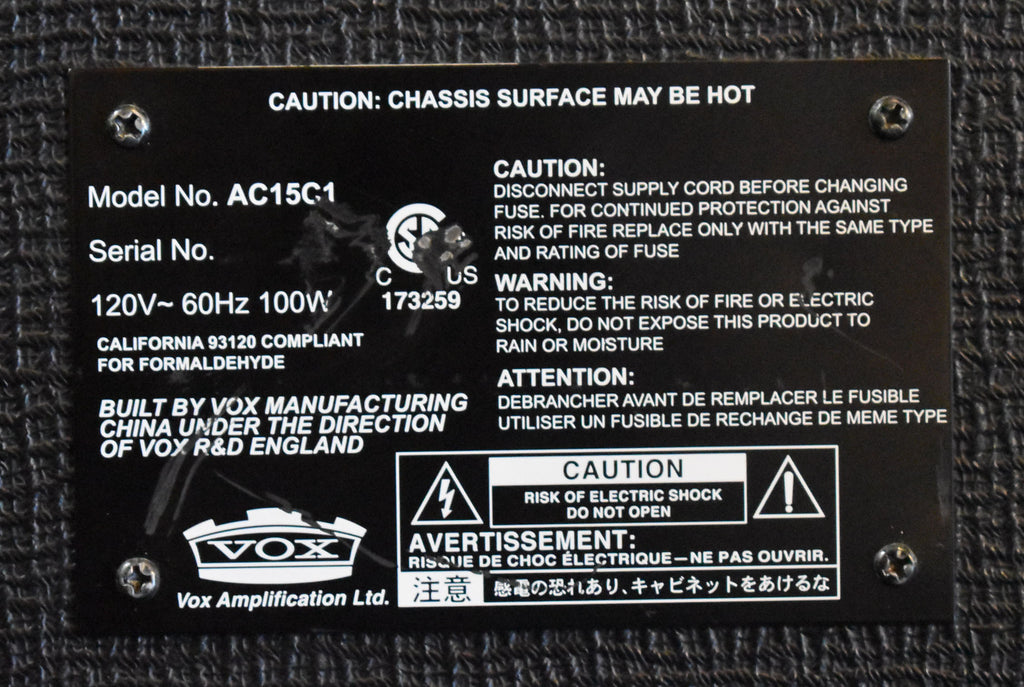 CAUTION: CHASSIS SURFACE MAY BE HOT
Model No. AC15C1
Serial No.
120V~ 60Hz 100W
C US
173259
CALIFORNIA 93120 COMPLIANT
FOR FORMALDEHYDE
BUILT BY VOX MANUFACTURING
CHINA UNDER THE DIRECTION
OF VOX R&D ENGLAND
VOX
Vox Amplification Ltd.
CAUTION:
DISCONNECT SUPPLY CORD BEFORE CHANGING
FUSE. FOR CONTINUED PROTECTION AGAINST
RISK OF FIRE REPLACE ONLY WITH THE SAME TYPE
AND RATING OF FUSE
WARNING:
TO REDUCE THE RISK OF FIRE OR ELECTRIC
SHOCK, DO NOT EXPOSE THIS PRODUCT TO
RAIN OR MOISTURE
ATTENTION:
DEBRANCHER AVANT DE REMPLACER LE FUSIBLE
UTILISER UN FUSIBLE DE RECHANGE DE MEME TYPE
CAUTION
RISK OF ELECTRIC SHOCK
DO NOT OPEN
AVERTISSEMENT:
RISQUE DE CHOC ÉLECTRIQUE—NE PAS OUVRIR.
注意 感電の恐れあり、キャビネットをあけるな